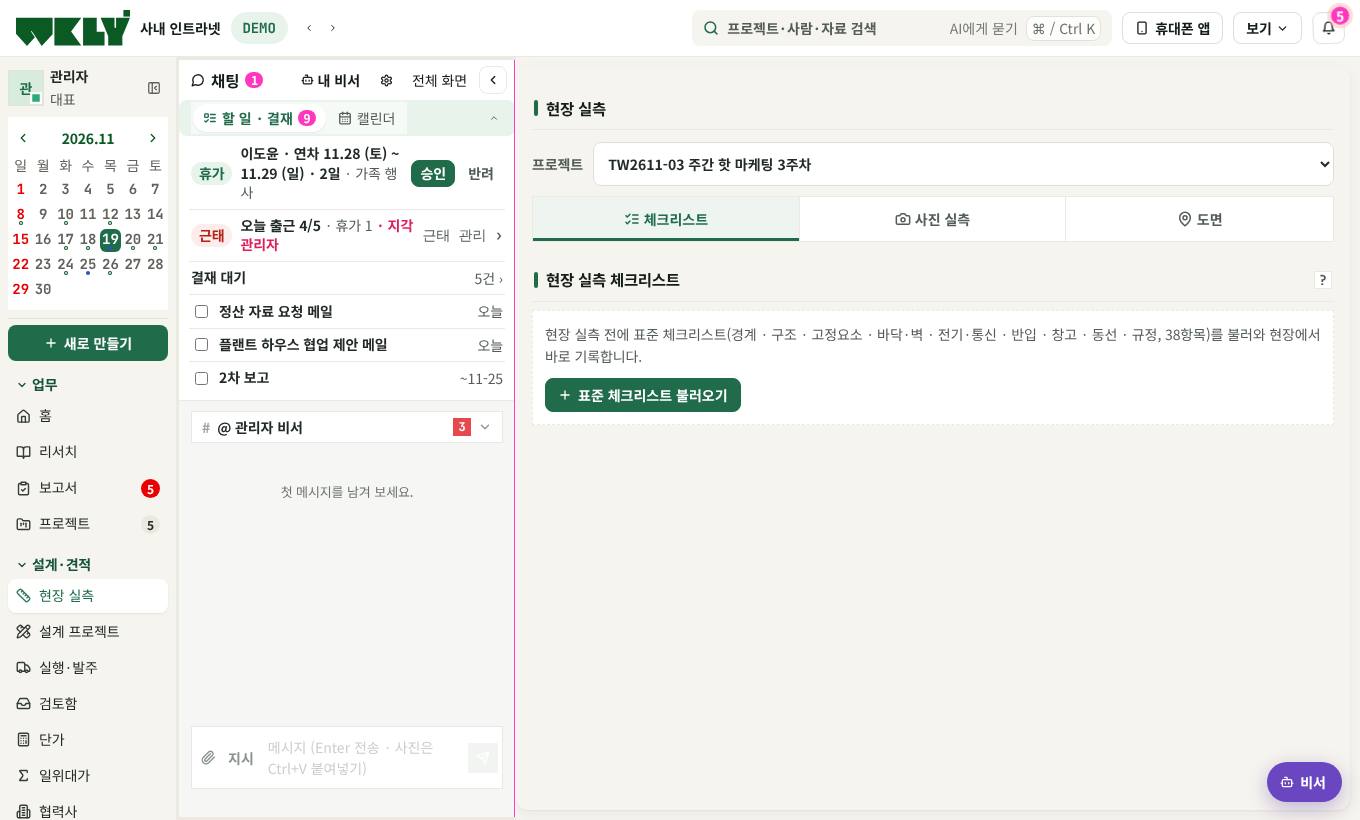 WKLY 사내 인트라넷 DEMO
프로젝트·사람·자료 검색 AI에게 묻기 ⌘ / Ctrl K
휴대폰 앱
보기
5
관
관리자
대표
2026.11
일 월 화 수 목 금 토
1 2 3 4 5 6 7
8 9 10 11 12 13 14
15 16 17 18 19 20 21
22 23 24 25 26 27 28
29 30
+ 새로 만들기
업무
홈
리서치
보고서 5
프로젝트 5
설계·견적
현장 실측
설계 프로젝트
실행·발주
검토함
단가
일위대가
협력사
채팅 1 내 비서 전체 화면
할 일 · 결재 9 캘린더
휴가
이도윤 · 연차 11.28 (토) ~
11.29 (일) · 2일 · 가족 행
사
승인 반려
근태
오늘 출근 4/5 · 휴가 1 · 지각
관리자
근태 관리 ›
결재 대기 5건 ›
정산 자료 요청 메일 오늘
플랜트 하우스 협업 제안 메일 오늘
2차 보고 ~11-25
# @ 관리자 비서 3
첫 메시지를 남겨 보세요.
지시
메시지 (Enter 전송 · 사진은
Ctrl+V 붙여넣기)
현장 실측
프로젝트 TW2611-03 주간 핫 마케팅 3주차
체크리스트 사진 실측 도면
현장 실측 체크리스트 ?
현장 실측 전에 표준 체크리스트(경계 · 구조 · 고정요소 · 바닥·벽 · 전기·통신 · 반입 · 창고 · 동선 · 규정, 38항목)를 불러와 현장에서
바로 기록합니다.
+ 표준 체크리스트 불러오기
비서